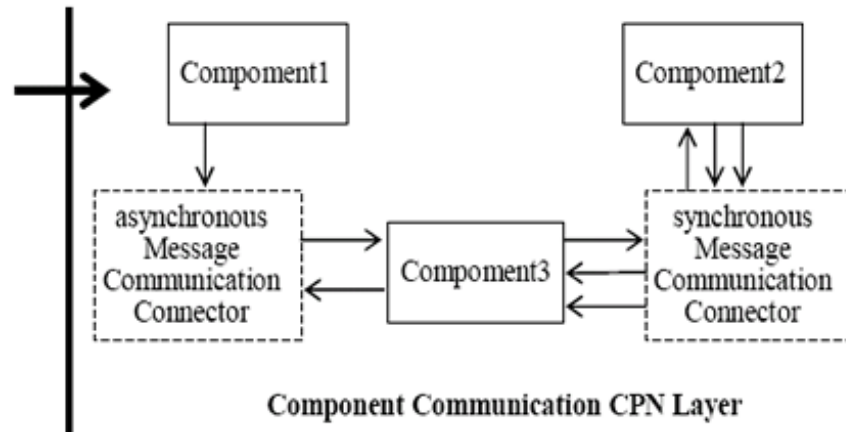 Compoment1
Compoment2
asynchronous
Message
Communication
Connector
Compoment3
synchronous
Message
Communication
Connector
Component Communication CPN Layer